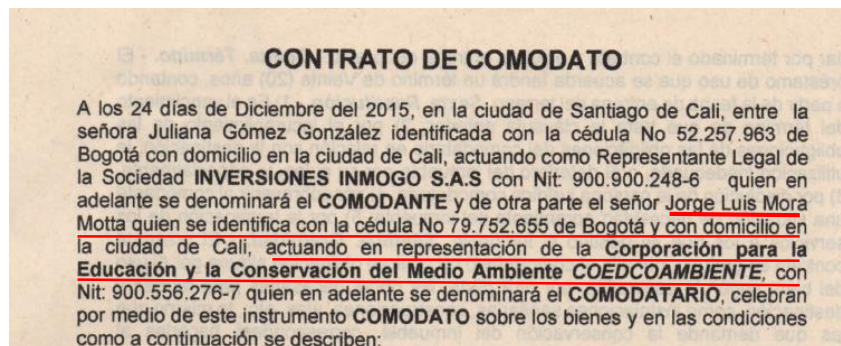 CONTRATO DE COMODATO
A los 24 días de Diciembre del 2015, en la ciudad de Santiago de Cali, entre la
señora Juliana Gómez González identificada con la cédula No 52.257.963 de
Bogotá con domicilio en la ciudad de Cali, actuando como Representante Legal de
la Sociedad INVERSIONES INMOGO S.A.S con Nit: 900.900.248-6 quien en
adelante se denominará el COMODANTE y de otra parte el señor Jorge Luis Mora
Motta quien se identifica con la cédula No 79.752.655 de Bogotá y con domicilio en
la ciudad de Cali, actuando en representación de la Corporación para la
Educación y la Conservación del Medio Ambiente COEDCOAMBIENTE, con
Nit: 900.556.276-7 quien en adelante se denominará el COMODATARIO, celebran
por medio de este instrumento COMODATO sobre los bienes y en las condiciones
como a continuación se describen: